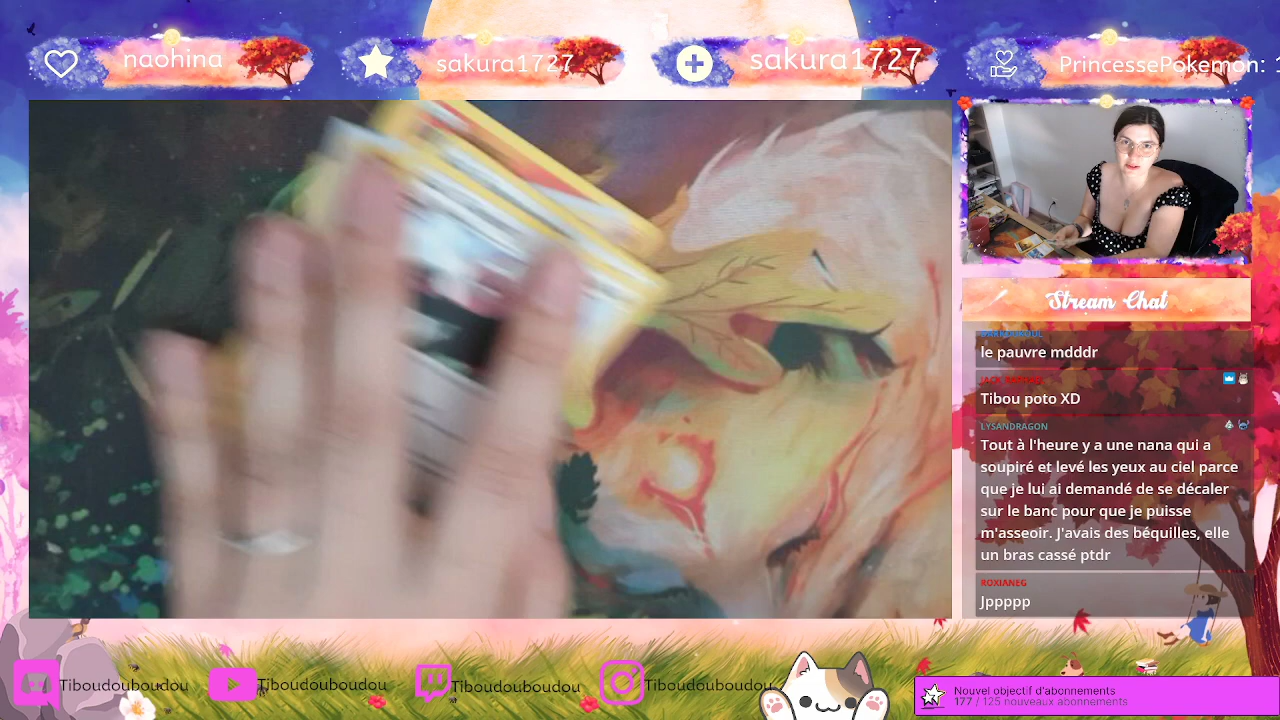 naohina
sakura1727
sakura1727
PrincessePokemon: 1
Stream Chat
le pauvre mdddr
Tibou poto XD
LYSANDRAGON
Tout à l'heure y a une nana qui a
soupiré et levé les yeux au ciel parce
que je lui ai demandé de se décaler
sur le banc pour que je puisse
m'asseoir. J'avais des béquilles, elle
un bras cassé ptdr
ROXIANEG
Jppppp
Tiboudouboudou
Tiboudouboudou
Tiboudouboudou
Tiboudouboudou
Nouvel objectif d'abonnements
177 / 125 nouveaux abonnements